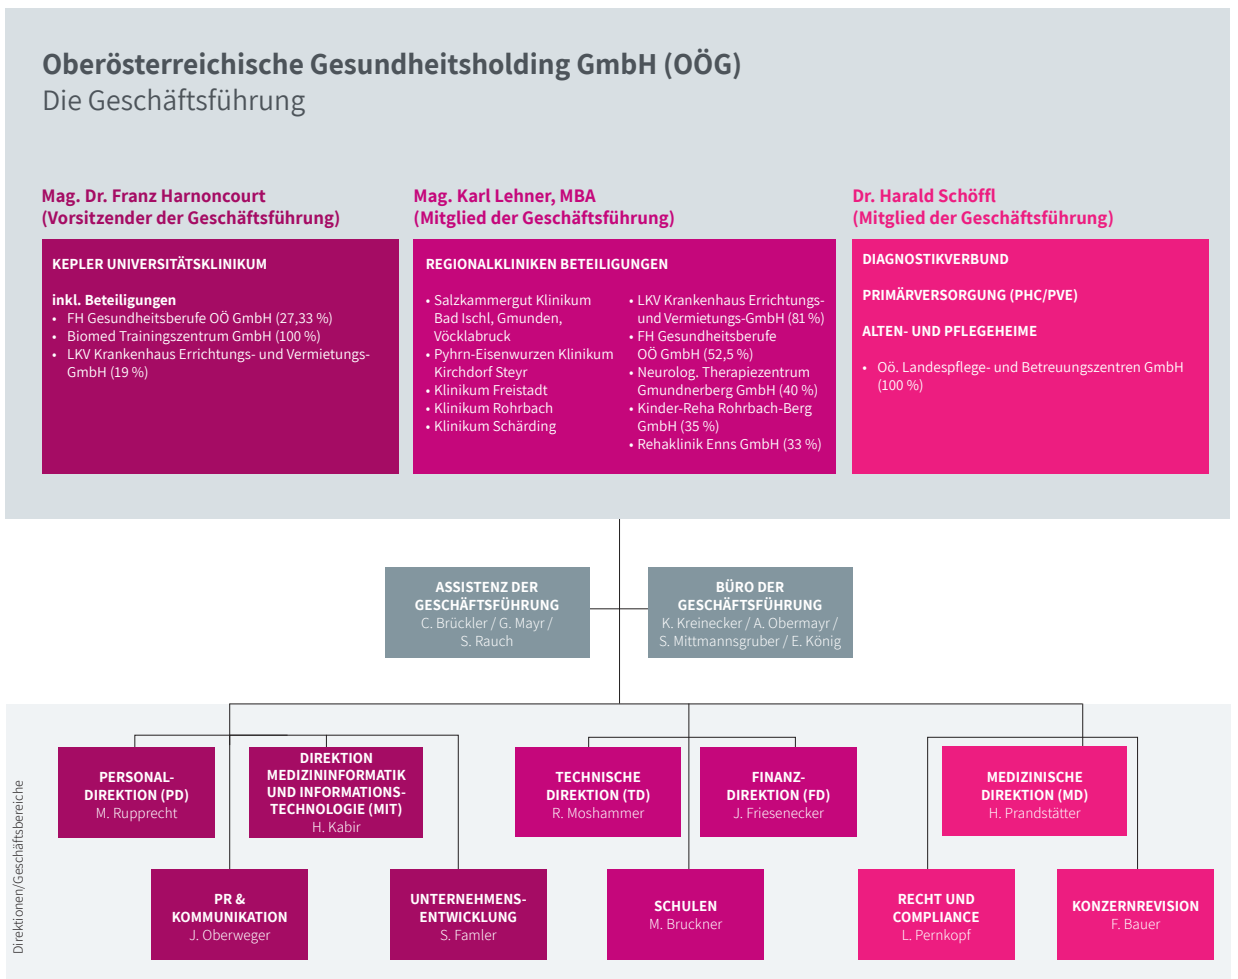 Oberösterreichische Gesundheitsholding GmbH (OÖG)
Die Geschäftsführung
Mag. Dr. Franz Harnoncourt
(Vorsitzender der Geschäftsführung)
KEPLER UNIVERSITÄTSKLINIKUM
inkl. Beteiligungen
• FH Gesundheitsberufe OÖ GmbH (27,33 %)
• Biomed Trainingszentrum GmbH (100 %)
• LKV Krankenhaus Errichtungs- und Vermietungs-
GmbH (19 %)
Mag. Karl Lehner, MBA
(Mitglied der Geschäftsführung)
REGIONALKLINIKEN BETEILIGUNGEN
• Salzkammergut Klinikum
Bad Ischl, Gmunden,
Vöcklabruck
• Pyhrn-Eisenwurzen Klinikum
Kirchdorf Steyr
• Klinikum Freistadt
• Klinikum Rohrbach
• Klinikum Schärding
• LKV Krankenhaus Errichtungs-
und Vermietungs-GmbH (81 %)
• FH Gesundheitsberufe
OÖ GmbH (52,5 %)
• Neurolog. Therapiezentrum
Gmundnerberg GmbH (40 %)
• Kinder-Reha Rohrbach-Berg
GmbH (35 %)
• Rehaklinik Enns GmbH (33 %)
Dr. Harald Schöffl
(Mitglied der Geschäftsführung)
DIAGNOSTIKVERBUND
PRIMÄRVERSORGUNG (PHC/PVE)
ALTEN- UND PFLEGEHEIME
• Oö. Landespflege- und Betreuungszentren GmbH
(100 %)
ASSISTENZ DER
GESCHÄFTSFÜHRUNG
C. Brückler / G. Mayr /
S. Rauch
BÜRO DER
GESCHÄFTSFÜHRUNG
K. Kreinecker / A. Obermayr /
S. Mittmannsgruber / E. König
Direktionen/Geschäftsbereiche
PERSONAL-
DIREKTION (PD)
M. Rupprecht
DIREKTION
MEDIZININFORMATIK
UND INFORMATIONS-
TECHNOLOGIE (MIT)
H. Kabir
TECHNISCHE
DIREKTION (TD)
R. Moshammer
FINANZ-
DIREKTION (FD)
J. Friesenecker
MEDIZINISCHE
DIREKTION (MD)
H. Prandstätter
PR &
KOMMUNIKATION
J. Oberweger
UNTERNEHMENS-
ENTWICKLUNG
S. Famler
SCHULEN
M. Bruckner
RECHT UND
COMPLIANCE
L. Pernkopf
KONZERNREVISION
F. Bauer